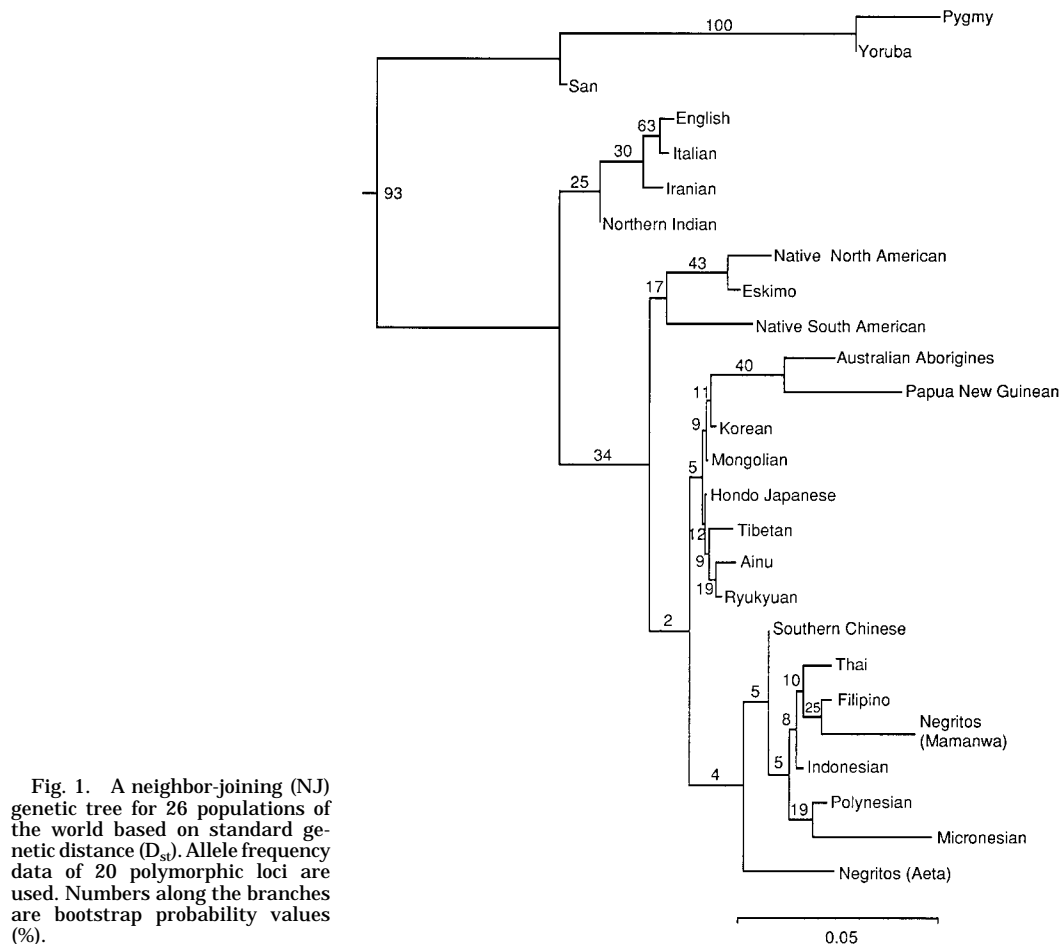 100
Pygmy
Yoruba
San
93
English
63
Italian
30
Iranian
25
Northern Indian
Native North American
43
Eskimo
17
Native South American
Australian Aborigines
40
Papua New Guinean
11
Korean
9
Mongolian
34
5
Hondo Japanese
12
Tibetan
9
Ainu
19
Ryukyuan
2
Southern Chinese
Thai
10
5
Filipino
25
8
Negritos
(Mamanwa)
5
Indonesian
4
Polynesian
19
Micronesian
Negritos (Aeta)
0.05
Fig. 1. A neighbor-joining (NJ)
genetic tree for 26 populations of
the world based on standard ge-
netic distance (Dst). Allele frequency
data of 20 polymorphic loci are
used. Numbers along the branches
are bootstrap probability values
(%).